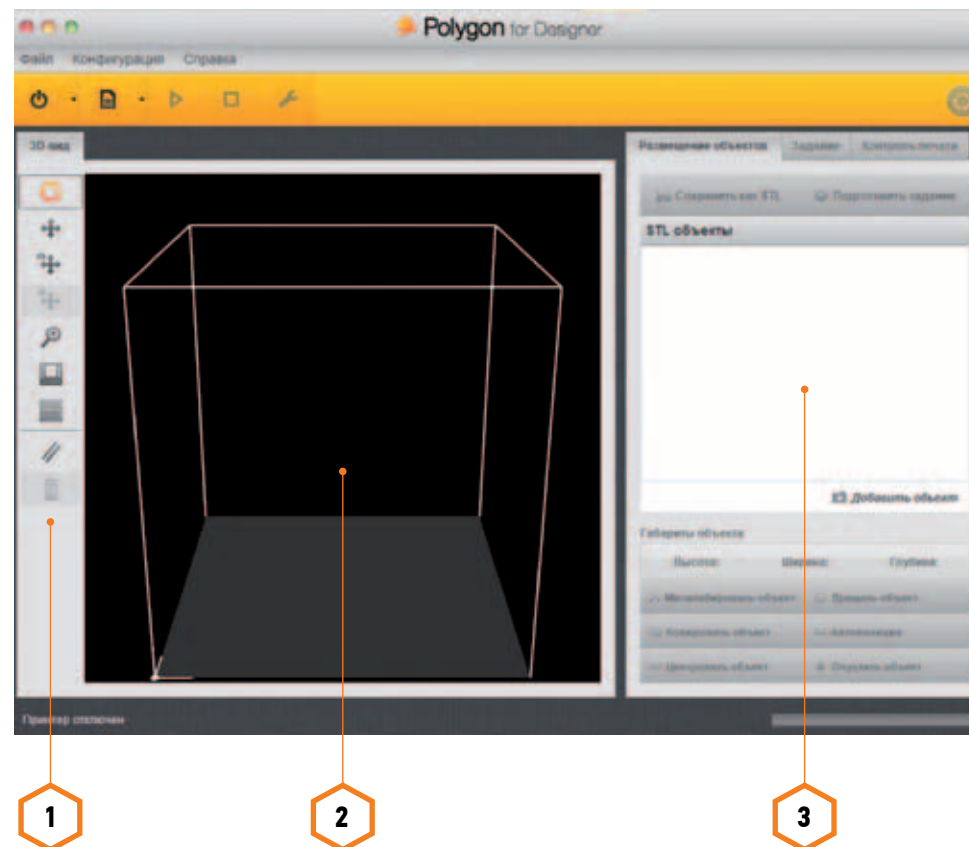 Polygon for Designer
Файл Конфигурация Справка
3D-вид
Размещение объектов Задание Контроль печати
Сохранить как STL Подготовить задание
STL объекты
Добавить объект
Габариты объекта
Высота: Ширина: Глубина:
Масштабировать объект Вращать объект
Копировать объект
Центрировать объект Опустить объект
Принтер отключен
1 2 3